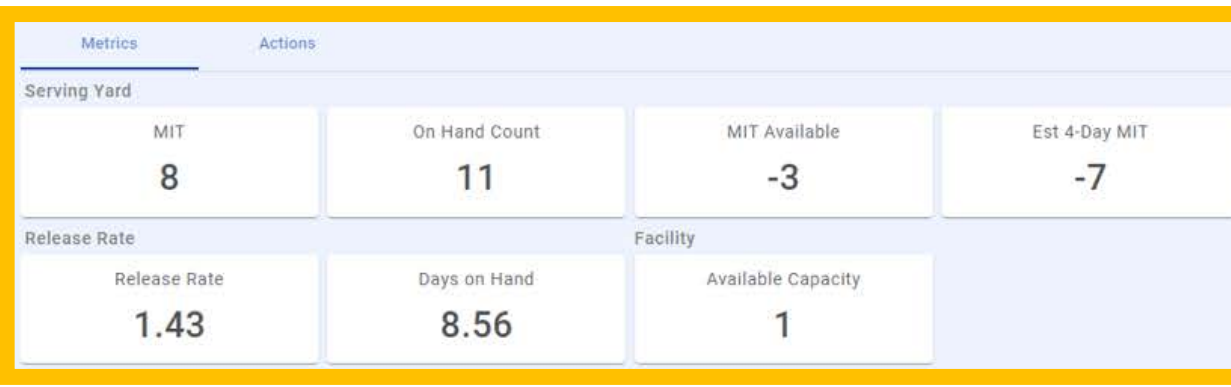 Metrics Actions
Serving Yard
MIT On Hand Count MIT Available Est 4-Day MIT
8 11 -3 -7
Release Rate Facility
Release Rate Days on Hand Available Capacity
1.43 8.56 1